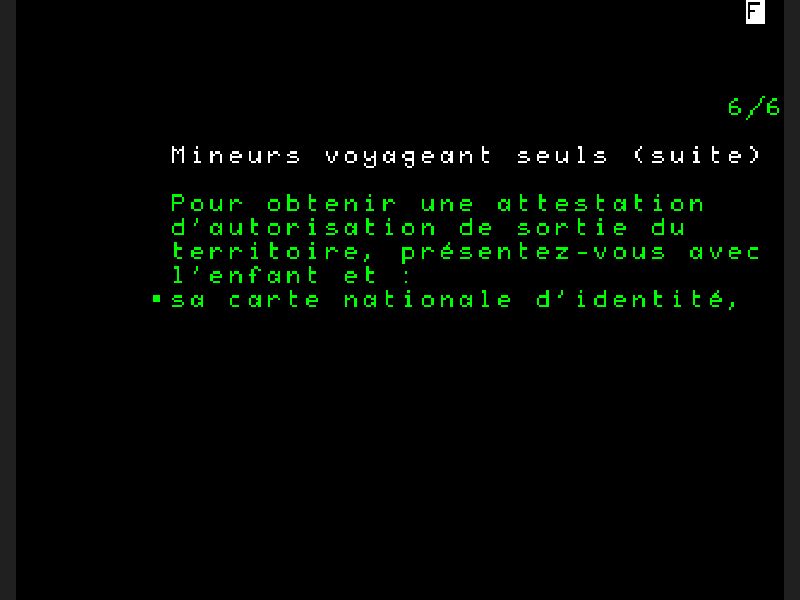 F
6/6
Mineurs voyageant seuls (suite)
Pour obtenir une attestation
d'autorisation de sortie du
territoire, présentez-vous avec
l'enfant et :
▪sa carte nationale d'identité,